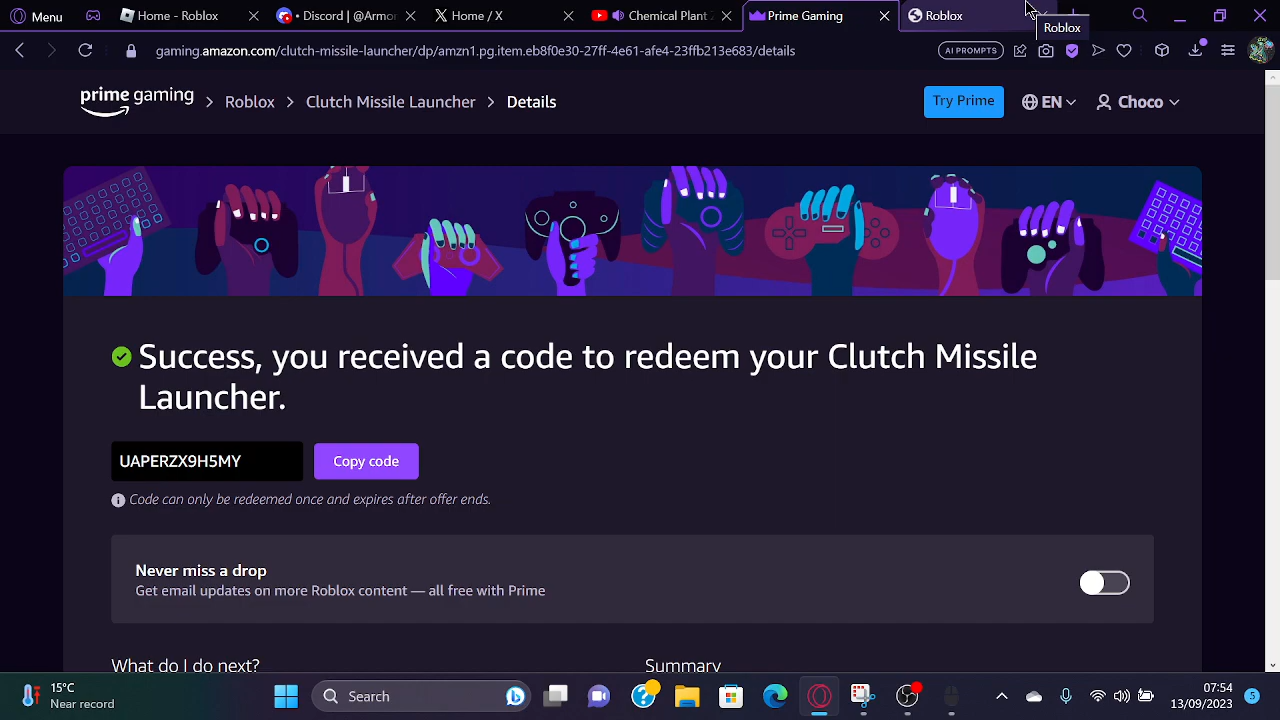 Menu
Home - Roblox
• Discord | @Armor
Home / X
Chemical Plant Z
Prime Gaming
Roblox
Roblox
gaming.amazon.com/clutch-missile-launcher/dp/amzn1.pg.item.eb8f0e30-27ff-4e61-afe4-23ffb213e683/details
AI PROMPTS
prime gaming
Roblox
Clutch Missile Launcher
Details
Try Prime
EN
Choco
Success, you received a code to redeem your Clutch Missile
Launcher.
UAPERZX9H5MY
Copy code
Code can only be redeemed once and expires after offer ends.
Never miss a drop
Get email updates on more Roblox content — all free with Prime
What do I do next?
Summary
15°C
Near record
Search
07:54
13/09/2023
5